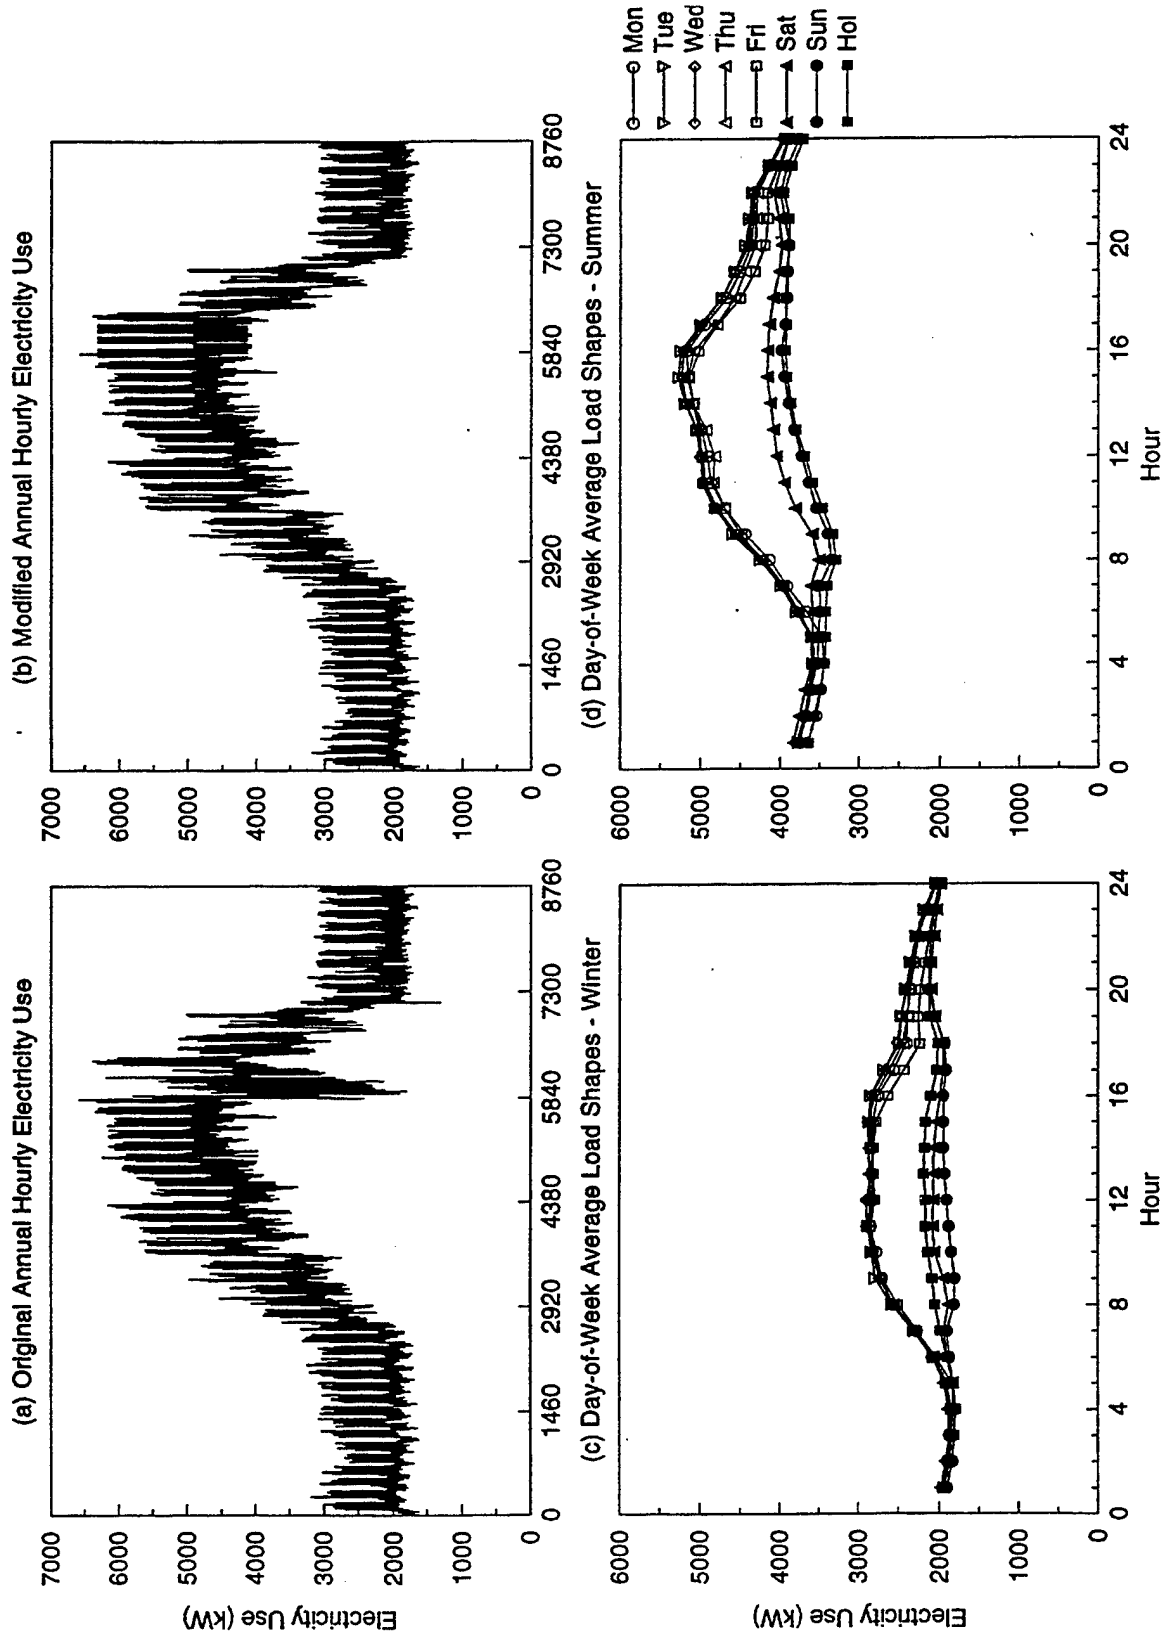 (a) Original Annual Hourly Electricity Use
Electricity Use (kW)
7000
6000
5000
4000
3000
2000
1000
0
0 1460 2920 4380 5840 7300 8760
(b) Modified Annual Hourly Electricity Use
7000
6000
5000
4000
3000
2000
1000
0
0 1460 2920 4380 5840 7300 8760
(c) Day-of-Week Average Load Shapes - Winter
Electricity Use (kW)
6000
5000
4000
3000
2000
1000
0
0 4 8 12 16 20 24
Hour
(d) Day-of-Week Average Load Shapes - Summer
6000
5000
4000
3000
2000
1000
0
0 4 8 12 16 20 24
Hour
Mon
Tue
Wed
Thu
Fri
Sat
Sun
Hol